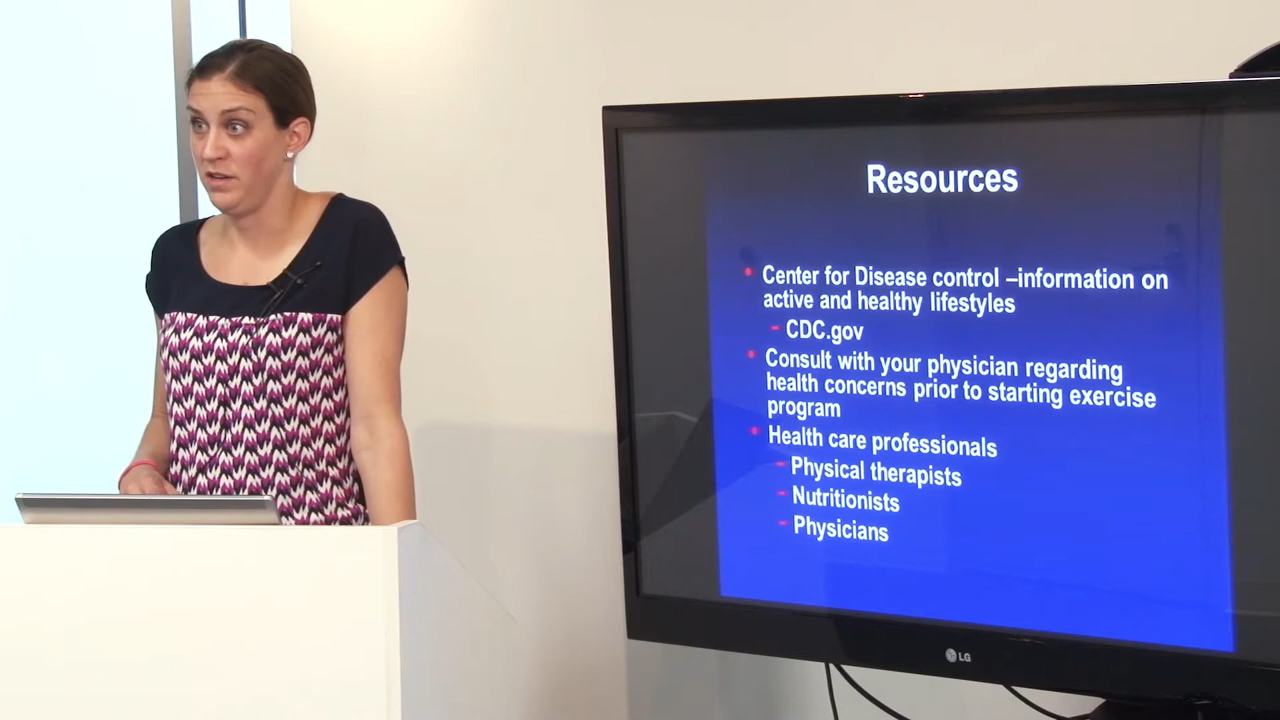 Resources
• Center for Disease control –information on
active and healthy lifestyles
– CDC.gov
• Consult with your physician regarding
health concerns prior to starting exercise
program
• Health care professionals
– Physical therapists
– Nutritionists
– Physicians
LG